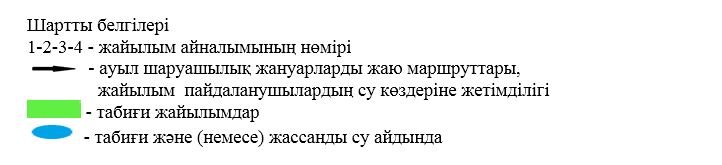 Шартты белгілері
1-2-3-4 - жайылым айналымының нөмірі
- ауыл шаруашылық жануарларды жаю маршруттары,
жайылым пайдаланушылардың су көздеріне жетімділігі
- табиғи жайылымдар
- табиғи және (немесе) жассанды су айдында